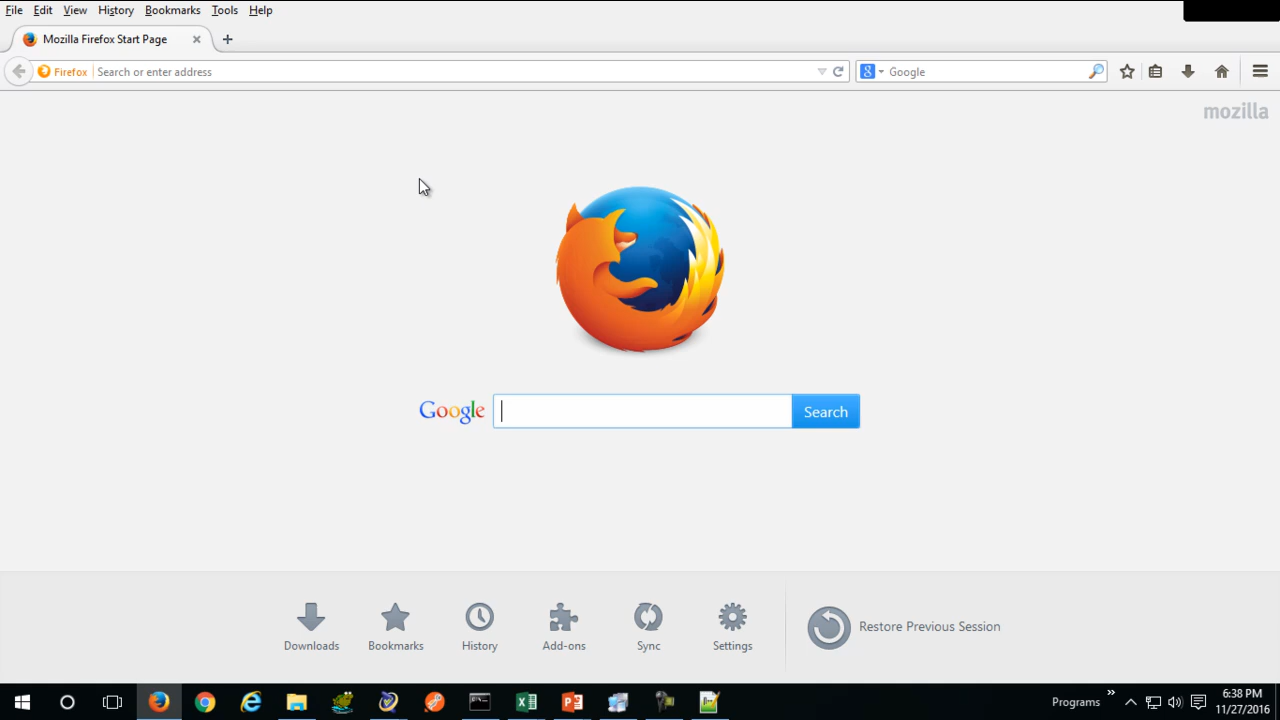 File Edit View History Bookmarks Tools Help
Mozilla Firefox Start Page
Firefox Search or enter address
Google
mozilla
Google Search
Downloads Bookmarks History Add-ons Sync Settings Restore Previous Session
Programs
6:38 PM
11/27/2016